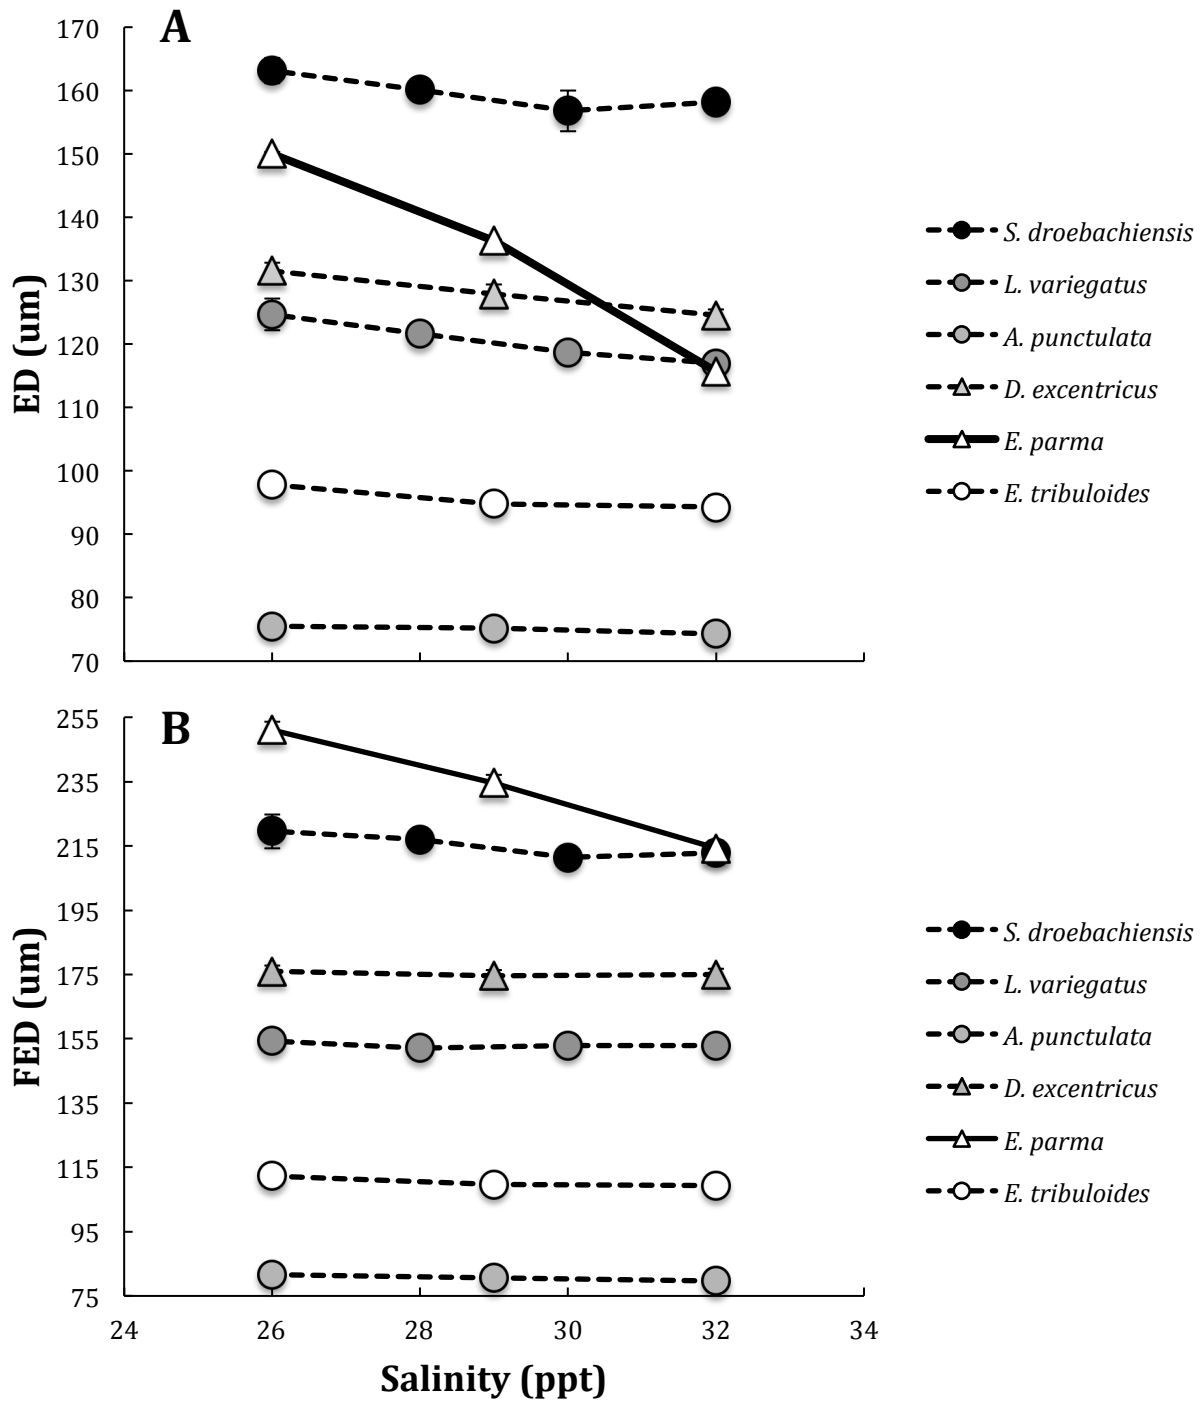 A
170
160
150
140
130
120
110
100
90
80
70
ED (um)
S. droebachiensis
L. variegatus
A. punctulata
D. excentricus
E. parma
E. tribuloides
B
255
235
215
195
175
155
135
115
95
75
FED (um)
S. droebachiensis
L. variegatus
A. punctulata
D. excentricus
E. parma
E. tribuloides
24 26 28 30 32 34
Salinity (ppt)